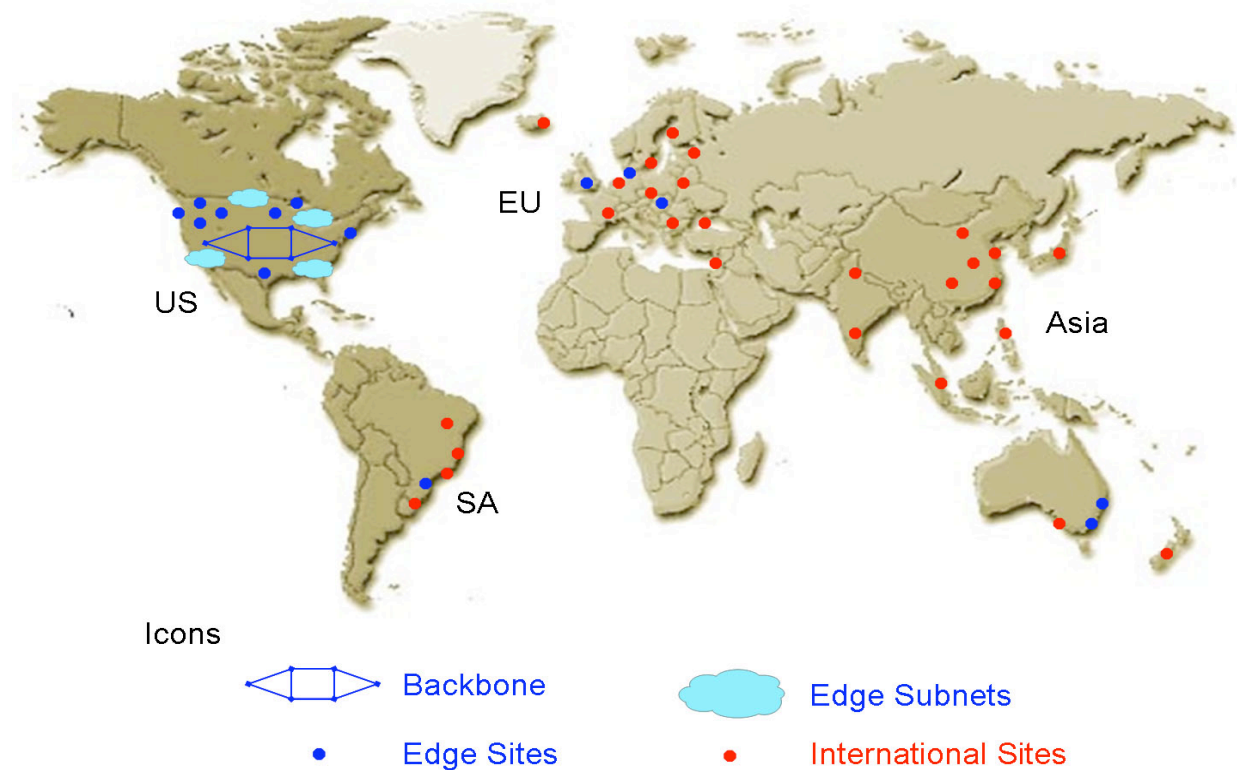 EU
US
Asia
SA
Icons
Backbone
Edge Subnets
Edge Sites
International Sites